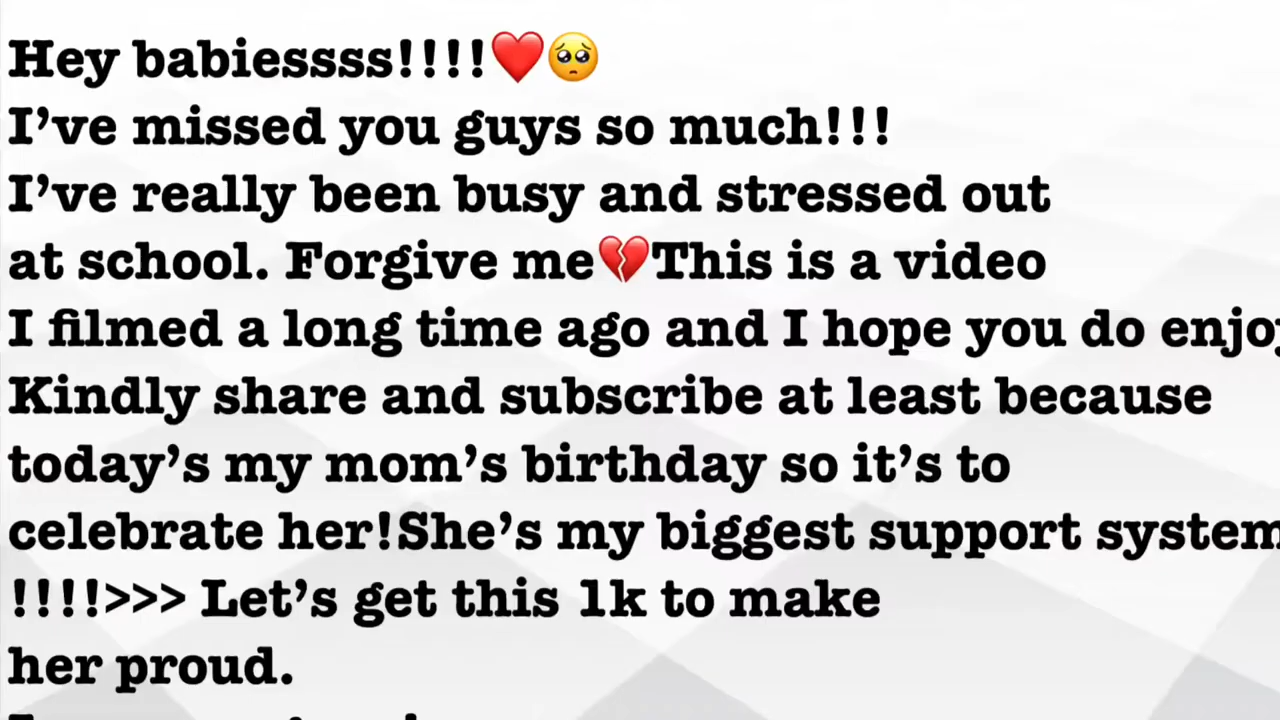 Hey babiessss!!!!❤️🥺
I’ve missed you guys so much!!!
I’ve really been busy and stressed out
at school. Forgive me💔This is a video
I filmed a long time ago and I hope you do enjoy
Kindly share and subscribe at least because
today’s my mom’s birthday so it’s to
celebrate her!She’s my biggest support system
!!!!>>> Let’s get this 1k to make
her proud.